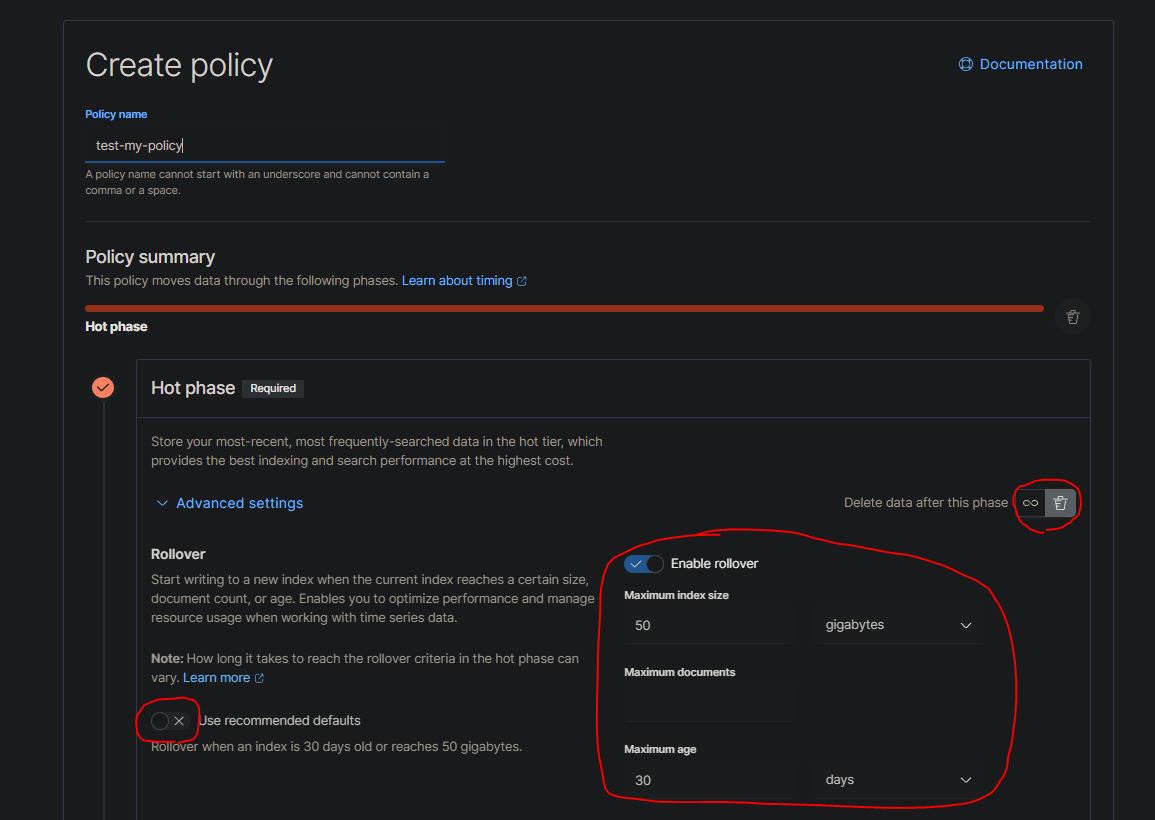 Create policy
Documentation
Policy name
test-my-policy
A policy name cannot start with an underscore and cannot contain a
comma or a space.
Policy summary
This policy moves data through the following phases. Learn about timing
Hot phase
Hot phase Required
Store your most-recent, most frequently-searched data in the hot tier, which
provides the best indexing and search performance at the highest cost.
Advanced settings
Delete data after this phase
Rollover
Start writing to a new index when the current index reaches a certain size,
document count, or age. Enables you to optimize performance and manage
resource usage when working with time series data.
Note: How long it takes to reach the rollover criteria in the hot phase can
vary. Learn more
Use recommended defaults
Rollover when an index is 30 days old or reaches 50 gigabytes.
Enable rollover
Maximum index size
50 gigabytes
Maximum documents
Maximum age
30 days